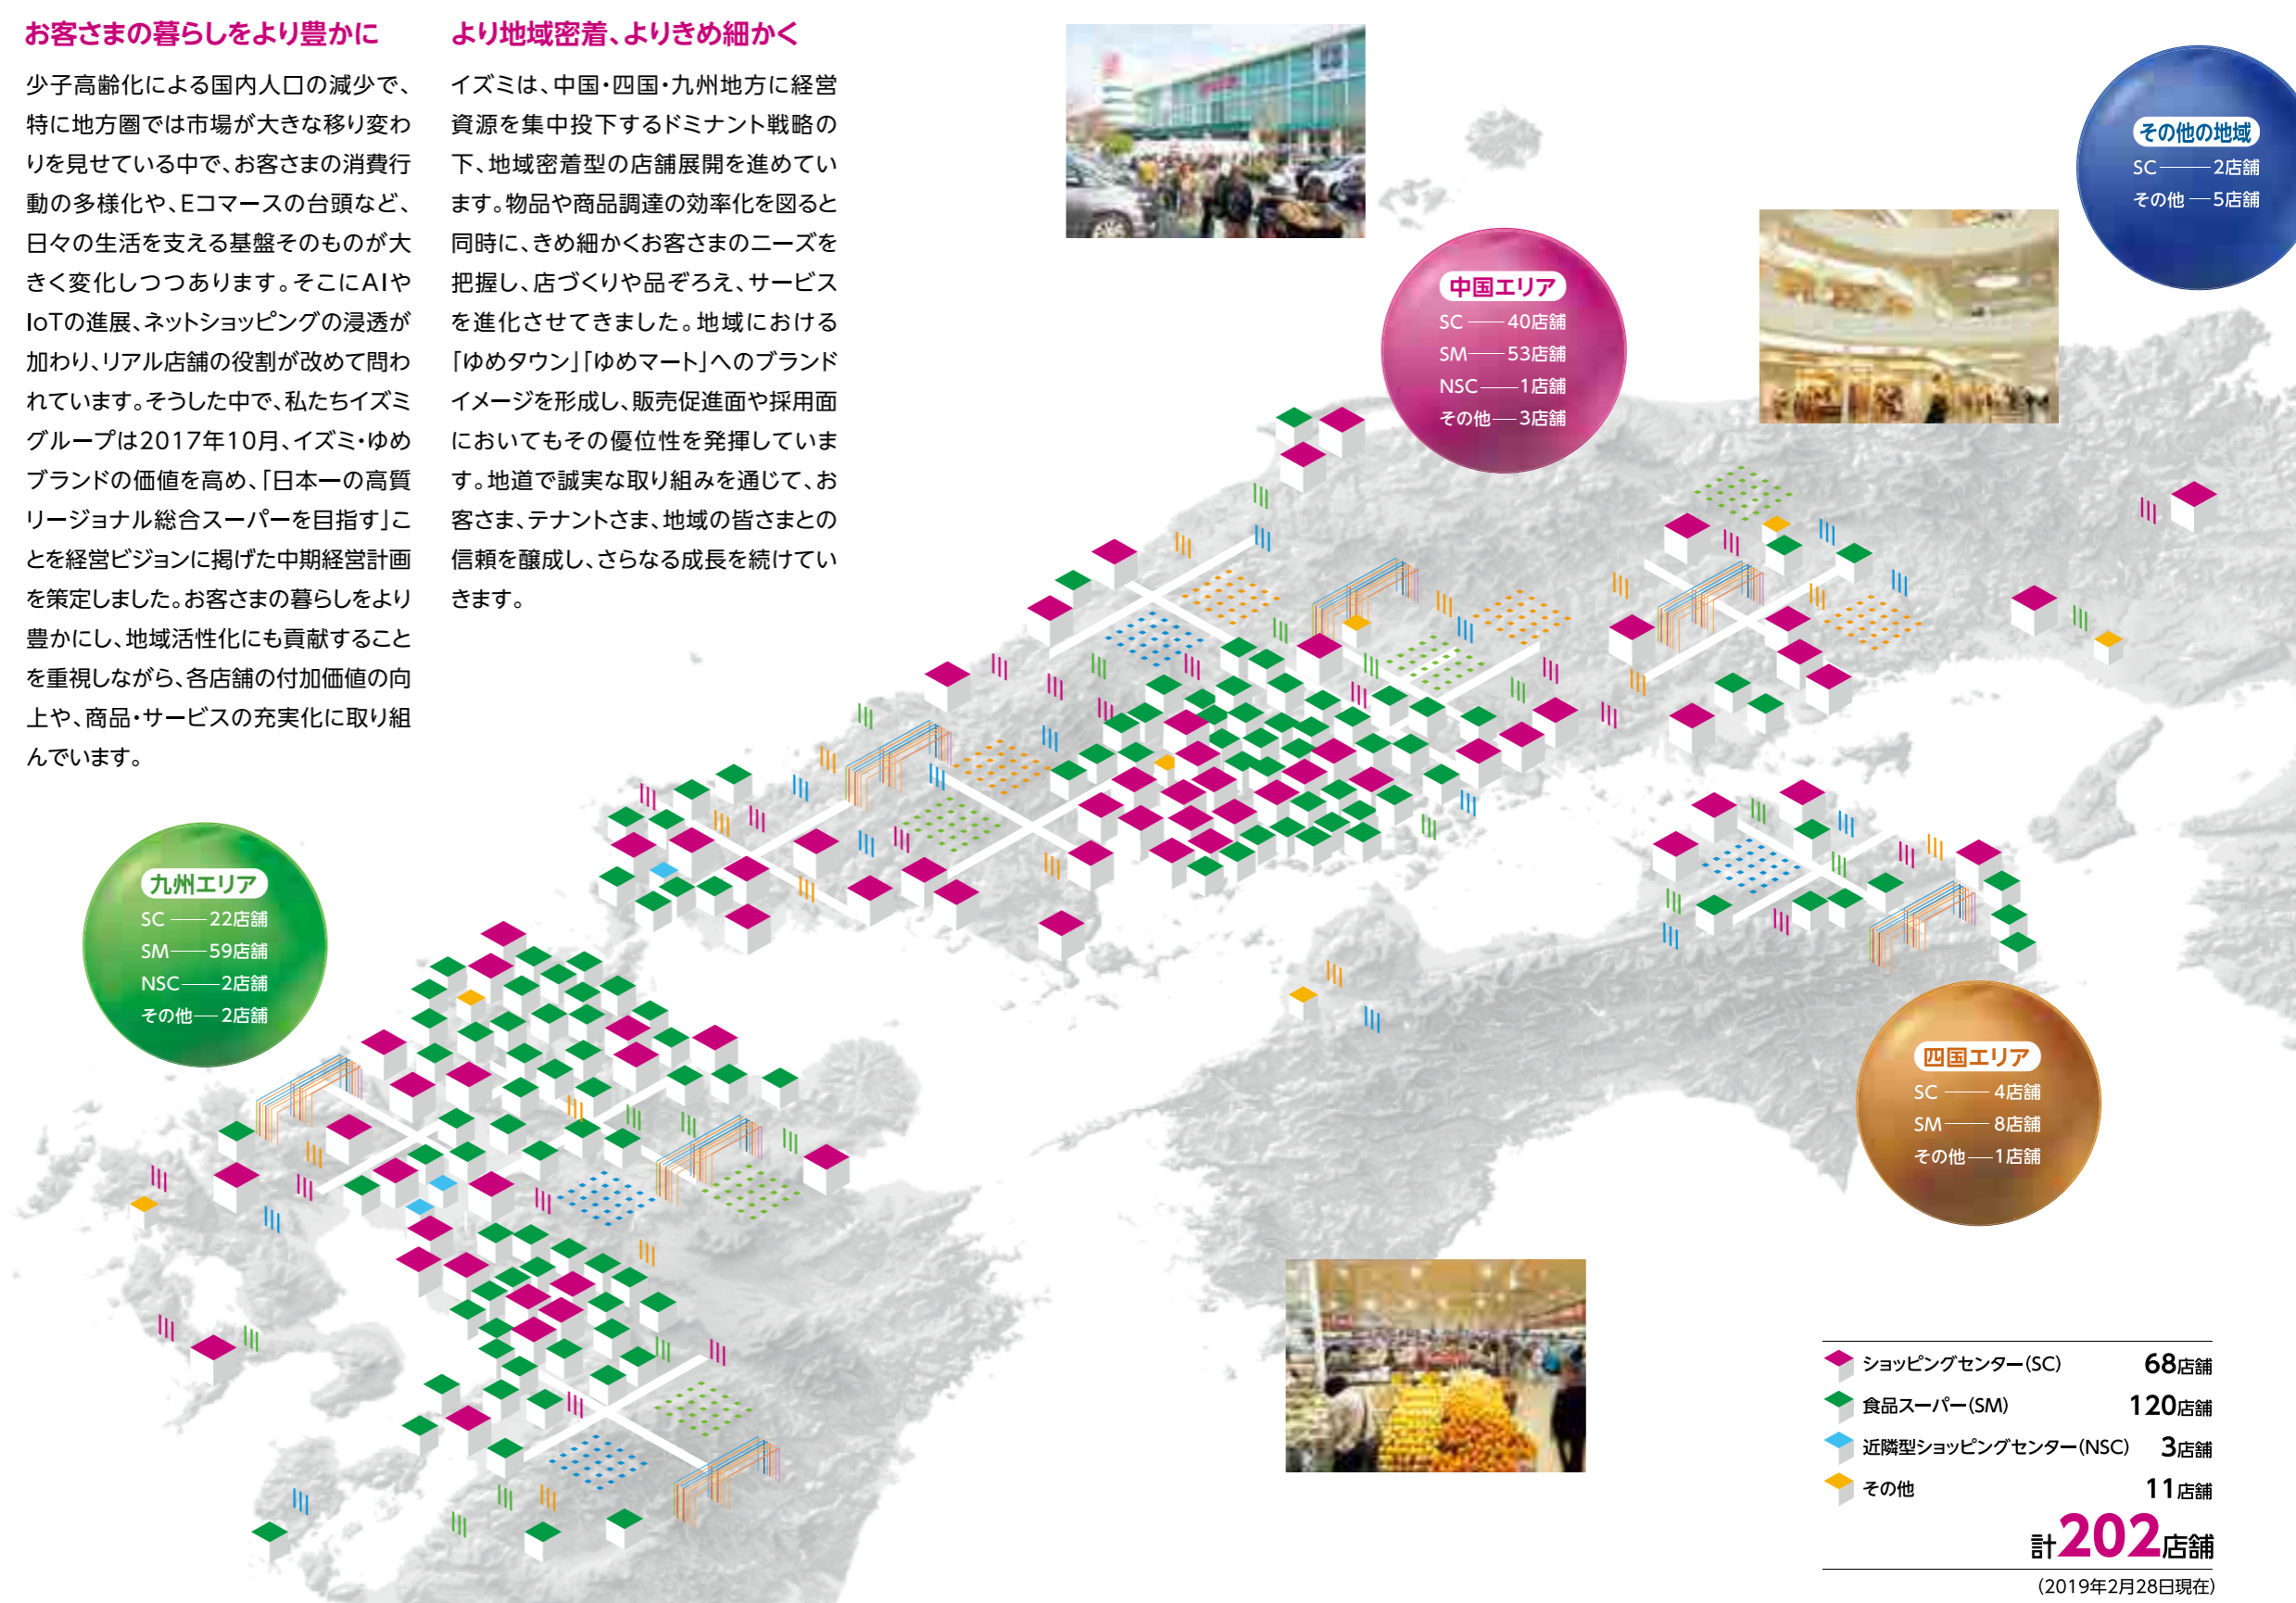 お客さまの暮らしをより豊かに
少子高齢化による国内人口の減少で、
特に地方圏では市場が大きな移り変わ
りを見せている中で、お客さまの消費行
動の多様化や、Eコマースの台頭など、
日々の生活を支える基盤そのものが大
きく変化しつつあります。そこにAIや
IoTの進展、ネットショッピングの浸透が
加わり、リアル店舗の役割が改めて問わ
れています。そうした中で、私たちイズミ
グループは2017年10月、イズミ・ゆめ
ブランドの価値を高め、「日本一の高質
リージョナル総合スーパーを目指す」こ
とを経営ビジョンに掲げた中期経営計画
を策定しました。お客さまの暮らしをより
豊かにし、地域活性化にも貢献すること
を重視しながら、各店舗の付加価値の向
上や、商品・サービスの充実化に取り組
んでいます。
より地域密着、よりきめ細かく
イズミは、中国・四国・九州地方に経営
資源を集中投下するドミナント戦略の
下、地域密着型の店舗展開を進めてい
ます。物品や商品調達の効率化を図ると
同時に、きめ細かくお客さまのニーズを
把握し、店づくりや品ぞろえ、サービス
を進化させてきました。地域における
「ゆめタウン」「ゆめマート」へのブランド
イメージを形成し、販売促進面や採用面
においてもその優位性を発揮していま
す。地道で誠実な取り組みを通じて、お
客さま、テナントさま、地域の皆さまとの
信頼を醸成し、さらなる成長を続けてい
きます。
その他の地域
SC 2店舗
その他 5店舗
中国エリア
SC 40店舗
SM 53店舗
NSC 1店舗
その他 3店舗
九州エリア
SC 22店舗
SM 59店舗
NSC 2店舗
その他 2店舗
四国エリア
SC 4店舗
SM 8店舗
その他 1店舗
ショッピングセンター(SC) 68店舗
食品スーパー(SM) 120店舗
近隣型ショッピングセンター(NSC) 3店舗
その他 11店舗
計202店舗
(2019年2月28日現在)